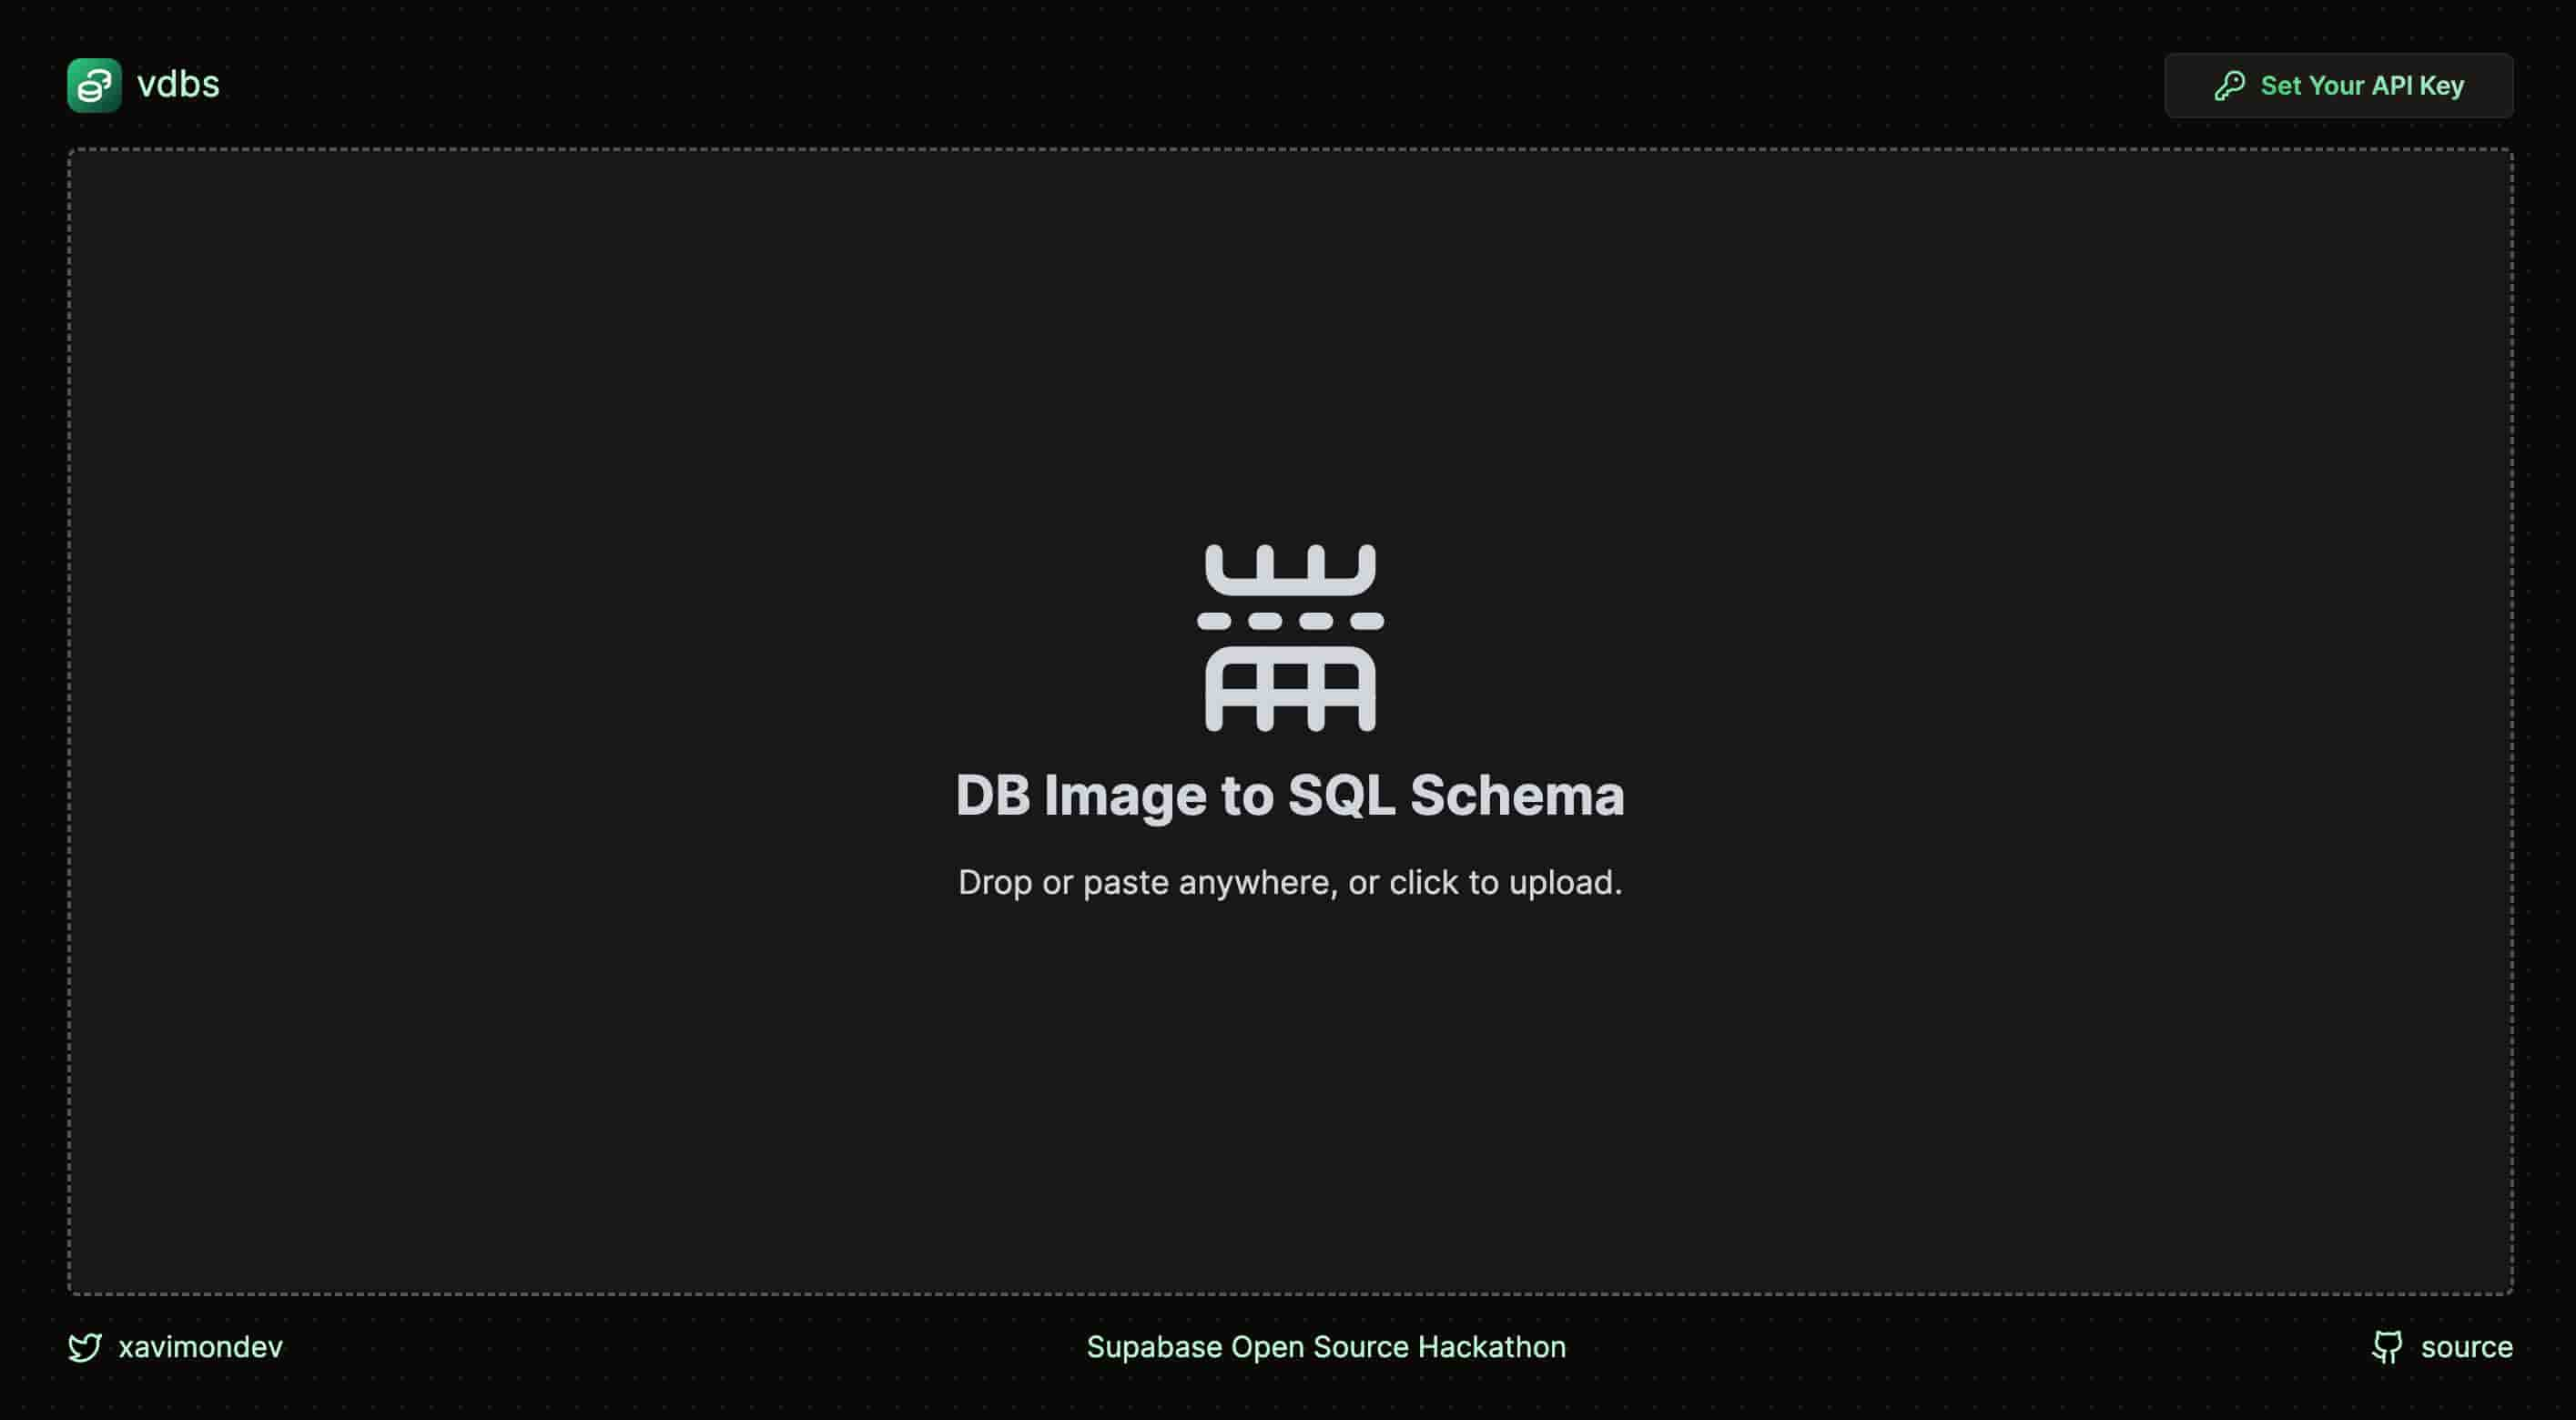 vdbs
Set Your API Key
DB Image to SQL Schema
Drop or paste anywhere, or click to upload.
xavimondev
Supabase Open Source Hackathon
source